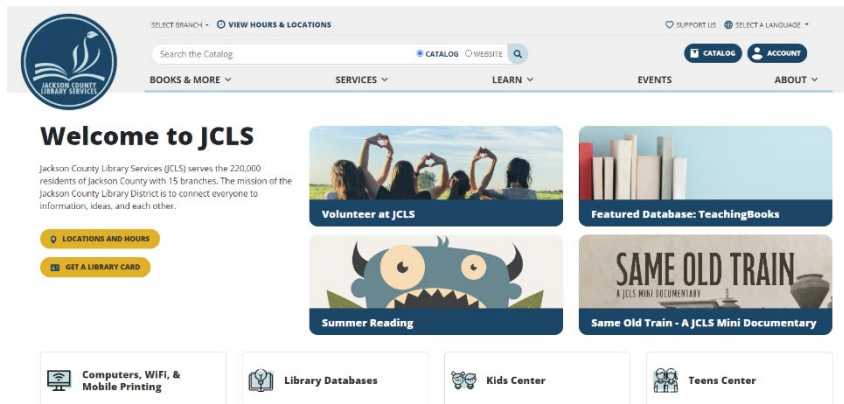 SELECT BRANCH
VIEW HOURS & LOCATIONS
SUPPORT US
SELECT A LANGUAGE
Search the Catalog
CATALOG
WEBSITE
CATALOG
ACCOUNT
JACKSON COUNTY
LIBRARY SERVICES
BOOKS & MORE
SERVICES
LEARN
EVENTS
ABOUT
Welcome to JCLS
Jackson County Library Services (JCLS) serves the 220,000
residents of Jackson County with 15 branches. The mission of the
Jackson County Library District is to connect everyone to
information, ideas, and each other.
LOCATIONS AND HOURS
GET A LIBRARY CARD
Volunteer at JCLS
Featured Database: TeachingBooks
Summer Reading
SAME OLD TRAIN
A JCLS MINI DOCUMENTARY
Same Old Train - A JCLS Mini Documentary
Computers, WiFi, &
Mobile Printing
Library Databases
Kids Center
Teens Center